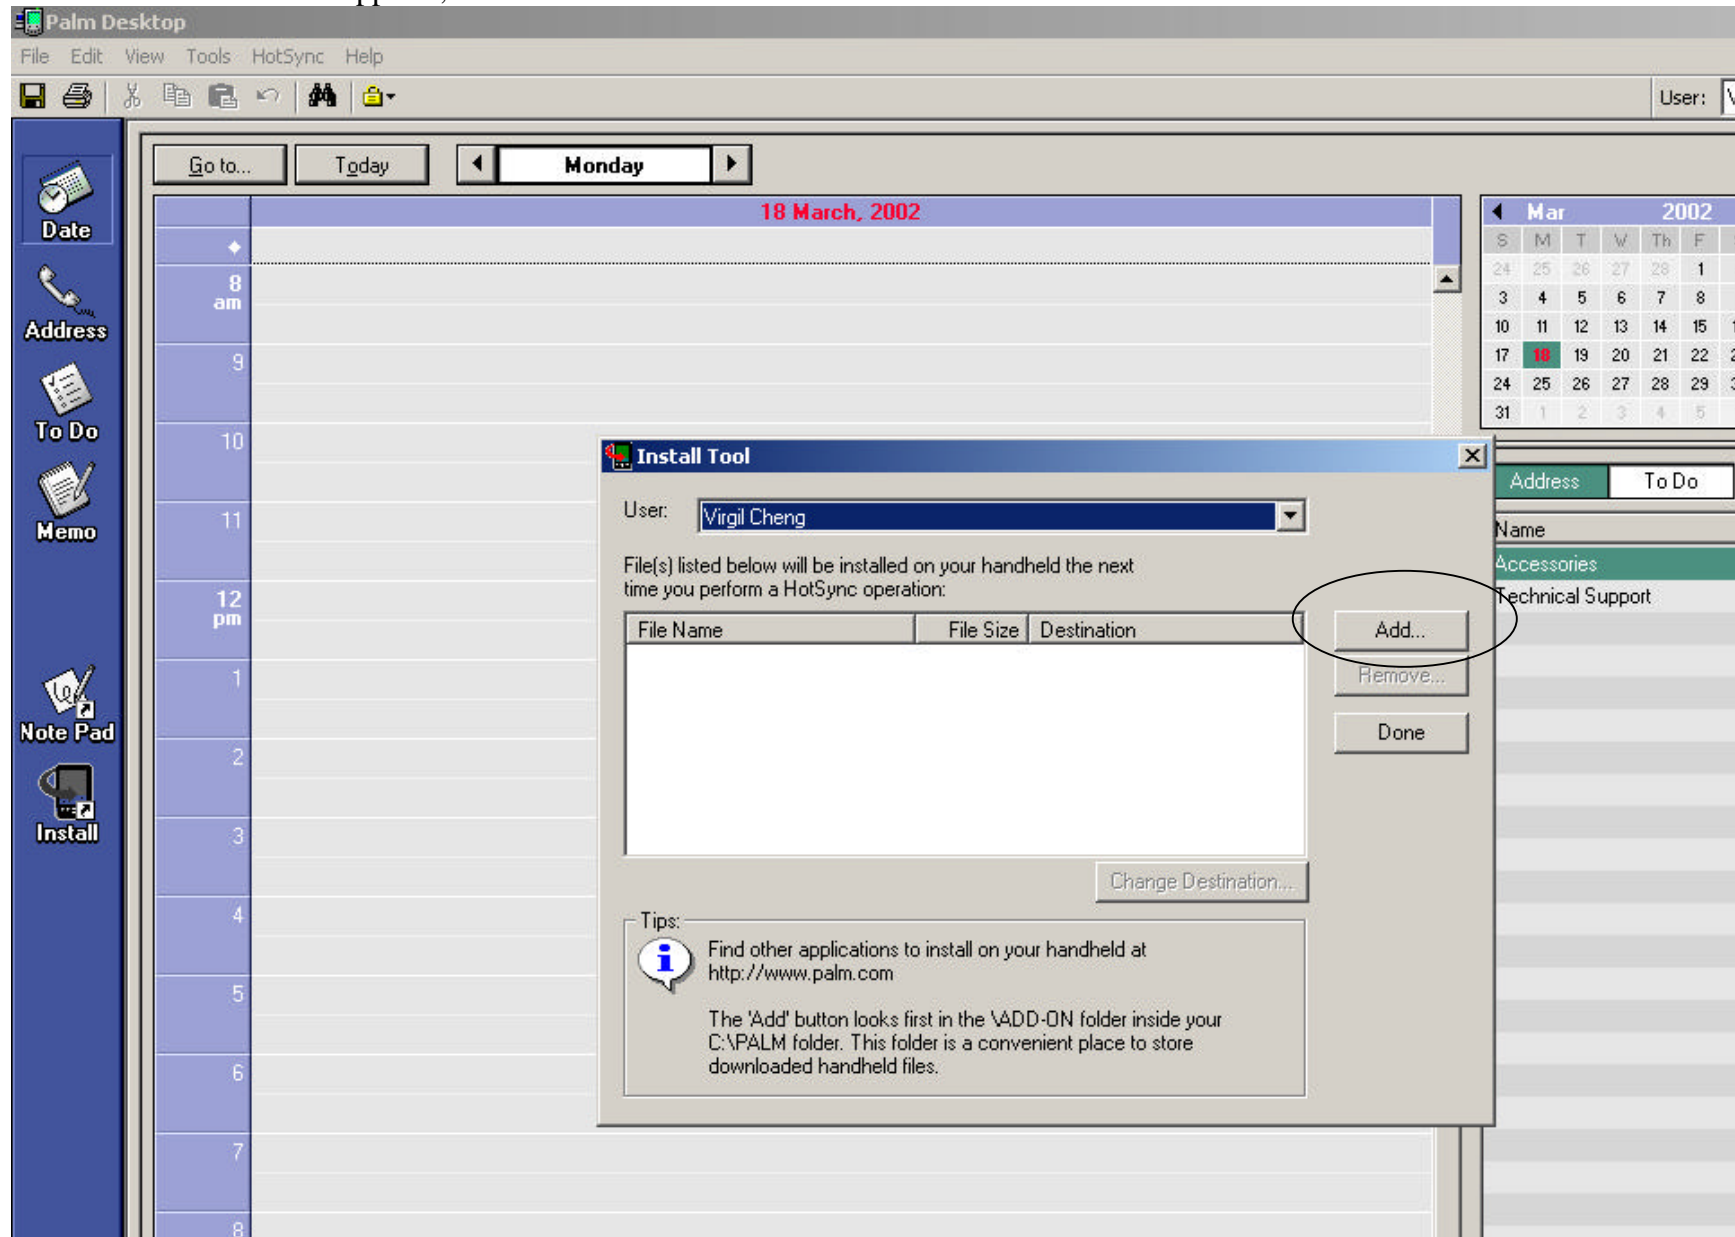 Palm Desktop
File Edit View Tools HotSync Help
User:
Go to... Today Monday
18 March, 2002
Mar 2002
S M T W Th F
24 25 26 27 28 1
3 4 5 6 7 8
10 11 12 13 14 15
17 18 19 20 21 22
24 25 26 27 28 29
31 1 2 3 4 5
Date
Address
To Do
Memo
Note Pad
Install
8
am
9
10
11
12
pm
1
2
3
4
5
6
7
8
Address To Do
Name
Accessories
Technical Support
Install Tool
User: Virgil Cheng
File(s) listed below will be installed on your handheld the next
time you perform a HotSync operation:
File Name File Size Destination
Add...
Remove...
Done
Change Destination...
Tips:
Find other applications to install on your handheld at
http://www.palm.com
The 'Add' button looks first in the \ADD-ON folder inside your
C:\PALM folder. This folder is a convenient place to store
downloaded handheld files.